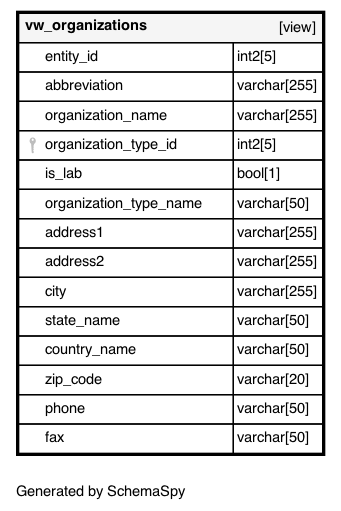 vw_organizations [view]
entity_id int2[5]
abbreviation varchar[255]
organization_name varchar[255]
organization_type_id int2[5]
is_lab bool[1]
organization_type_name varchar[50]
address1 varchar[255]
address2 varchar[255]
city varchar[255]
state_name varchar[50]
country_name varchar[50]
zip_code varchar[20]
phone varchar[50]
fax varchar[50]
Generated by SchemaSpy